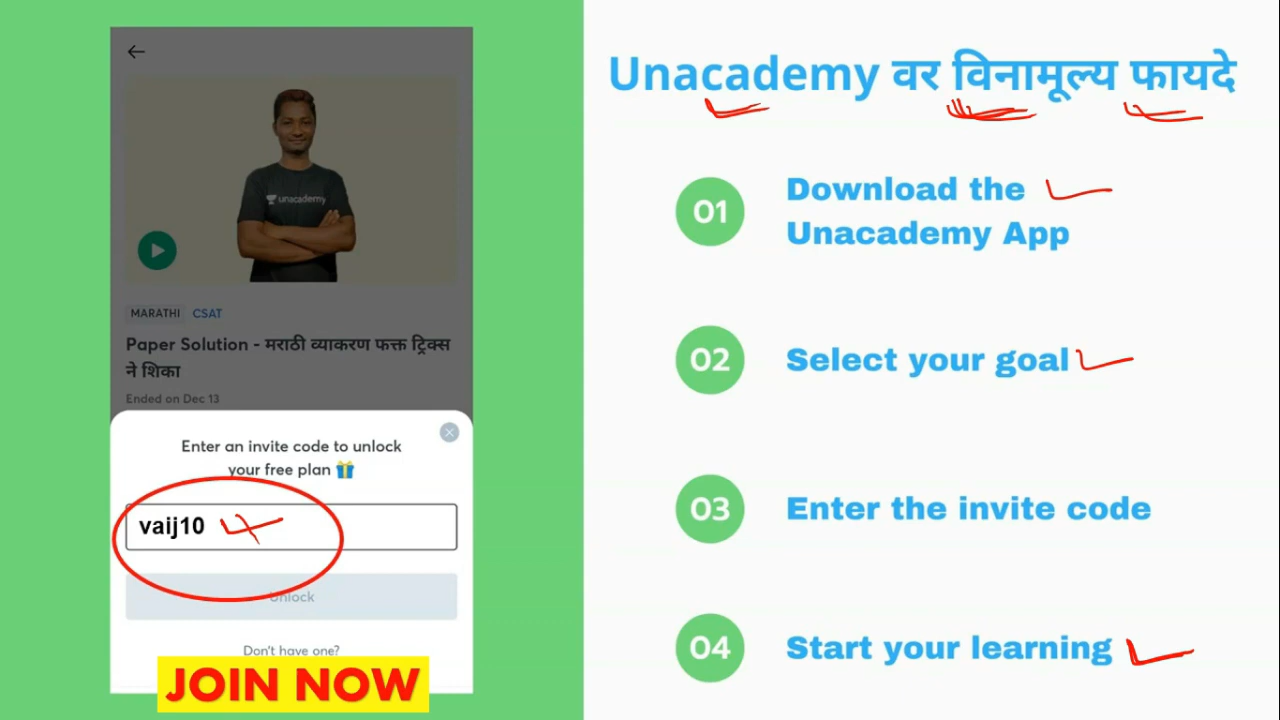 unacademy
MARATHI CSAT
Paper Solution - मराठी व्याकरण फक्त ट्रिक्स
ने शिका
Ended on Dec 13
Enter an invite code to unlock
your free plan
vaij10
Unlock
Don't have one?
JOIN NOW
Unacademy वर विनामूल्य फायदे
01 Download the
Unacademy App
02 Select your goal
03 Enter the invite code
04 Start your learning